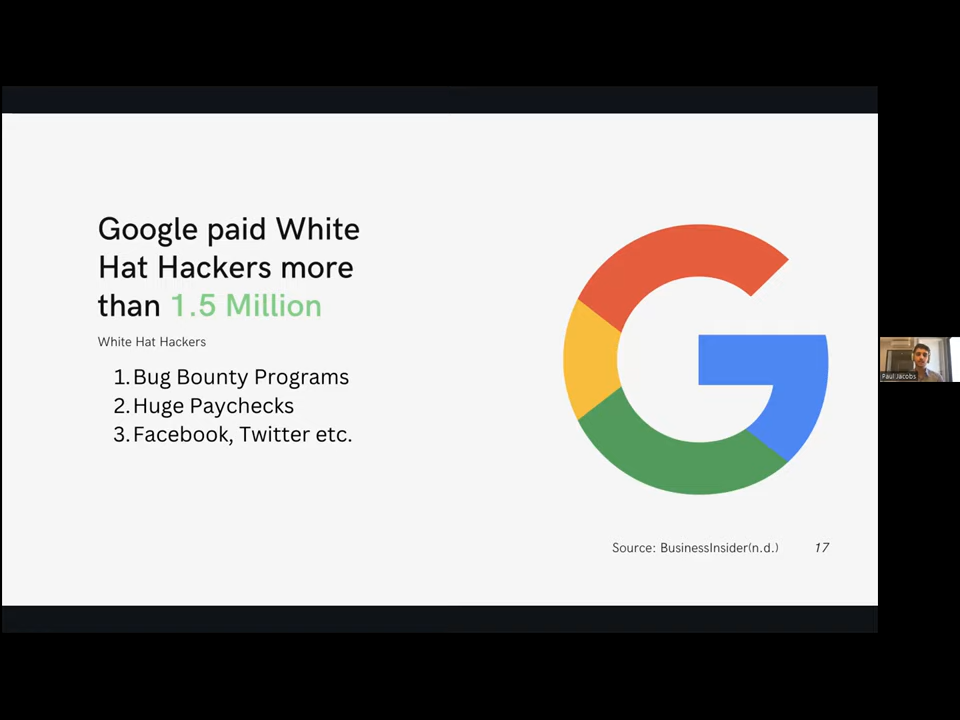 Google paid White
Hat Hackers more
than 1.5 Million
White Hat Hackers
1. Bug Bounty Programs
2. Huge Paychecks
3. Facebook, Twitter etc.
Source: BusinessInsider(n.d.)
17
Paul Jacobs